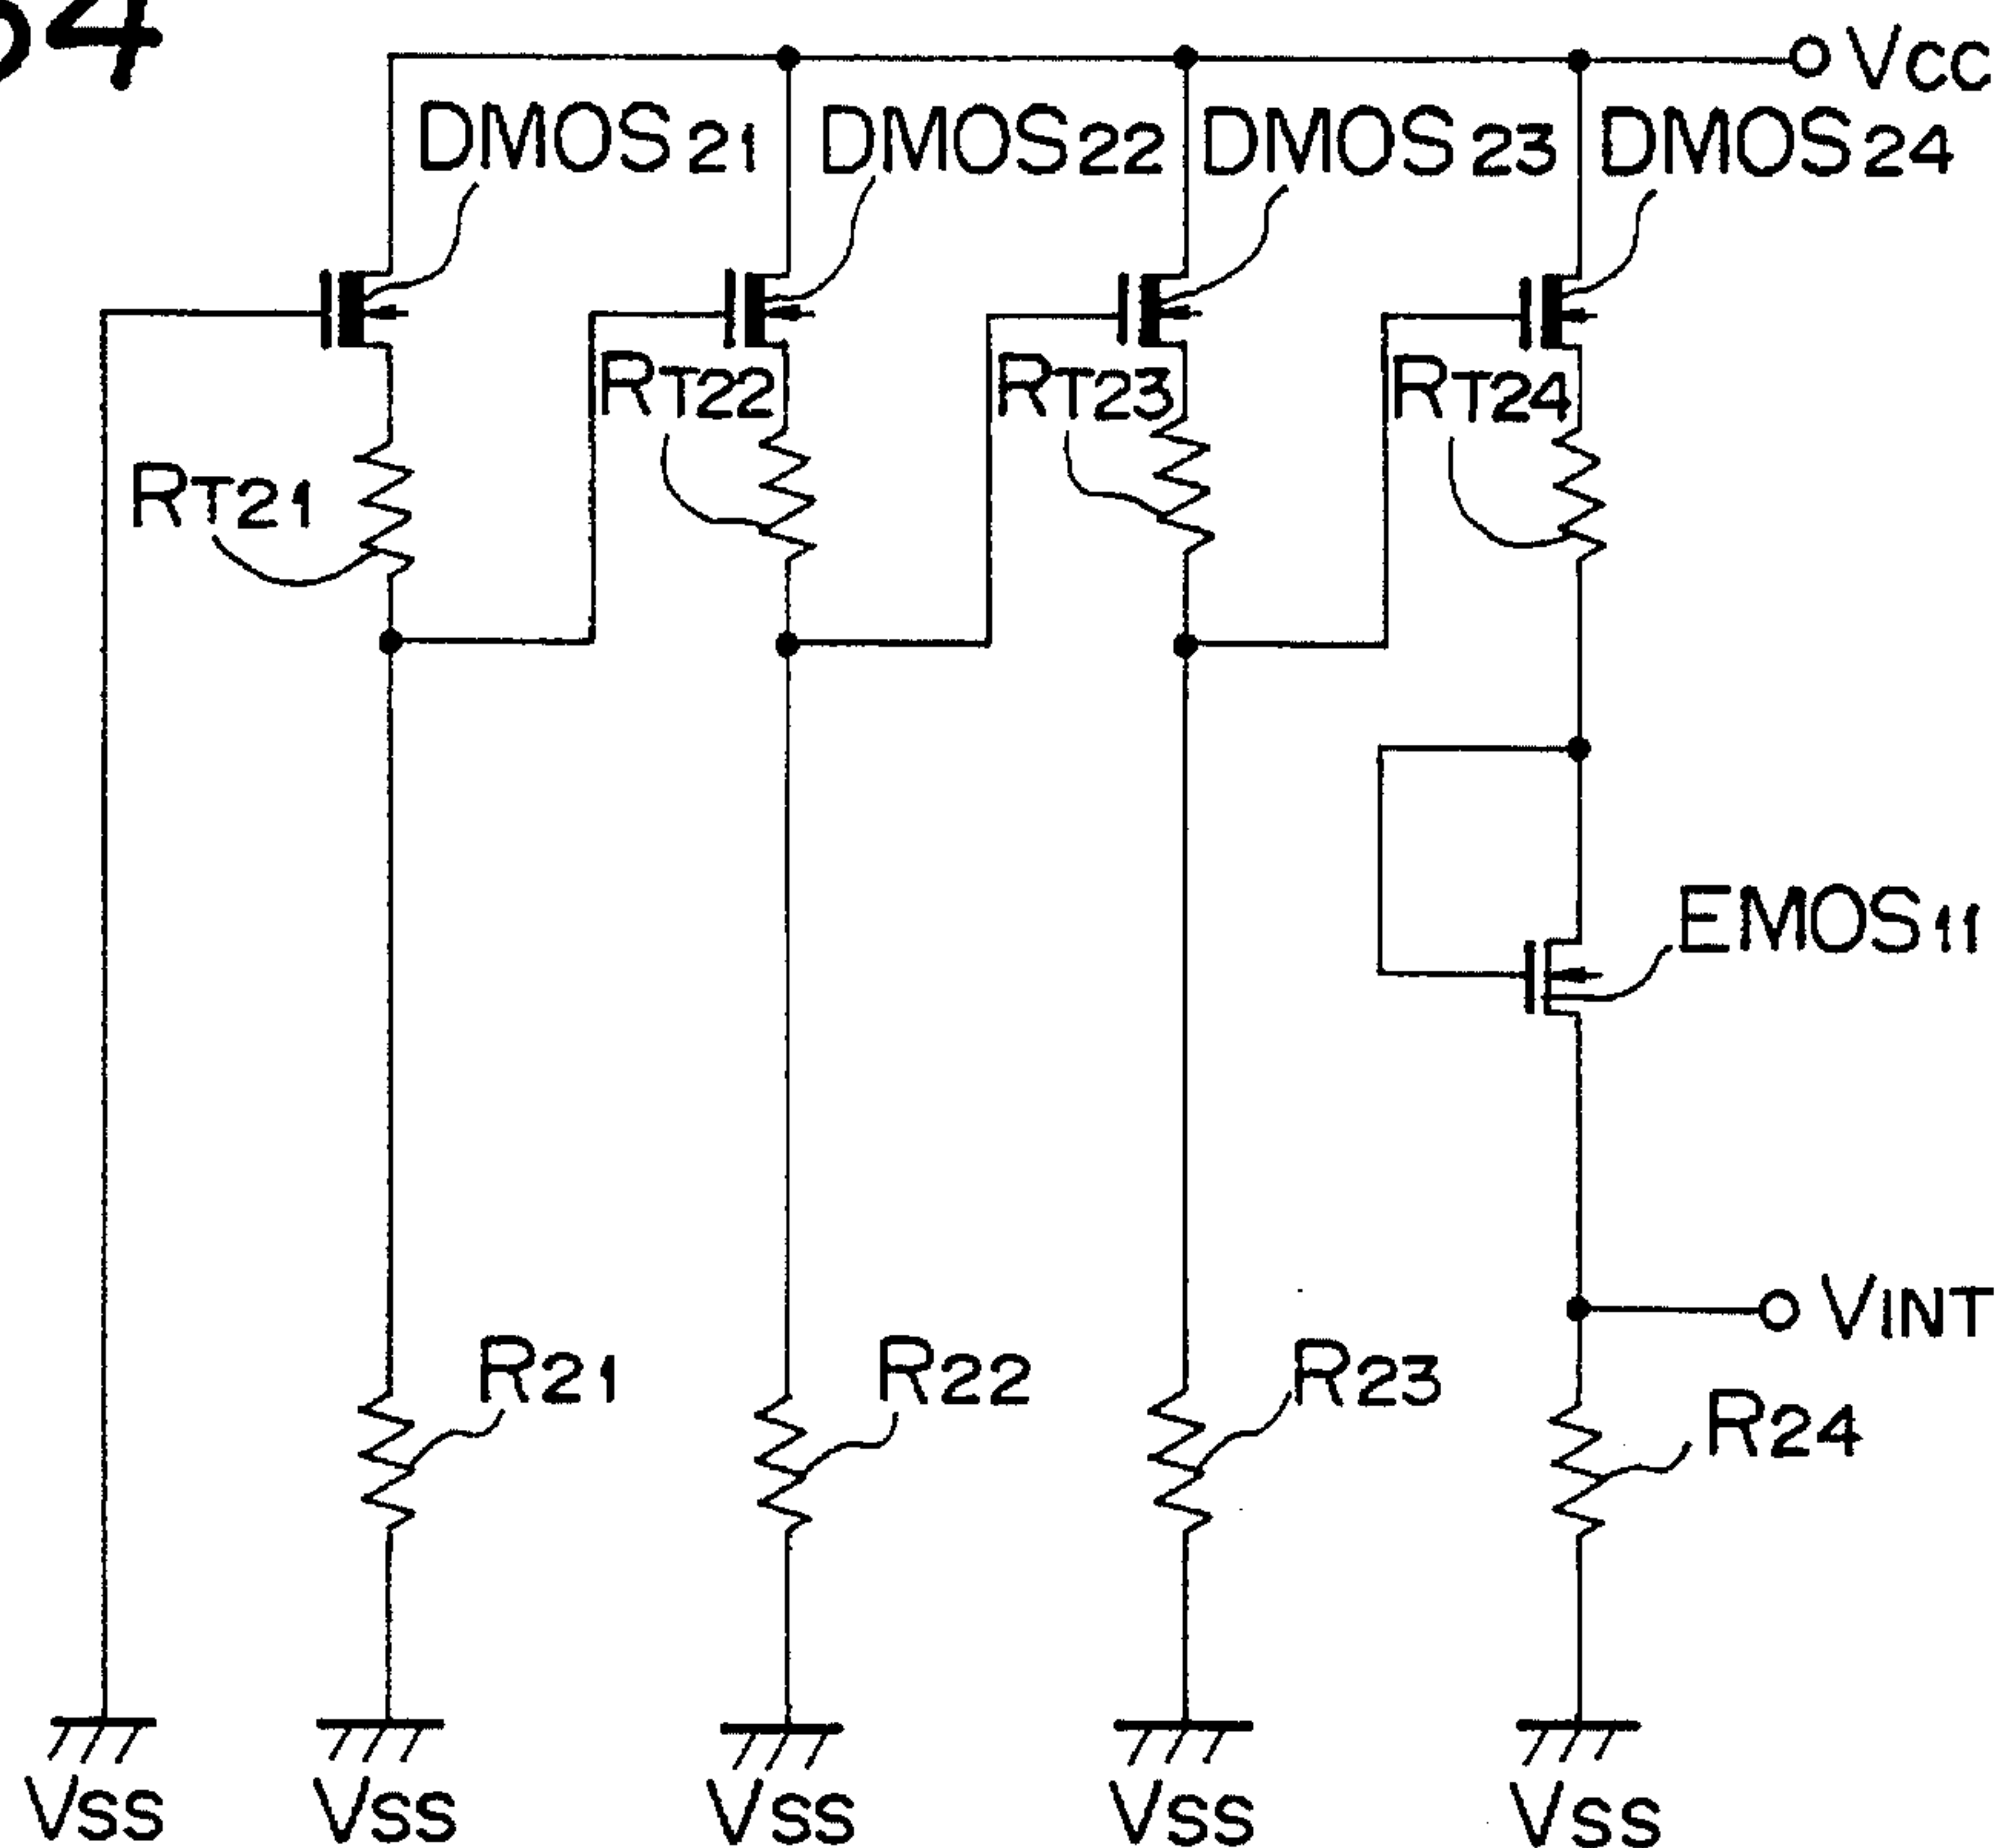 4
VCC
DMOS21 DMOS22 DMOS23 DMOS24
RT22 RT23 RT24
RT21
EMOS11
VINT
R21 R22 R23 R24
VSS VSS VSS VSS VSS